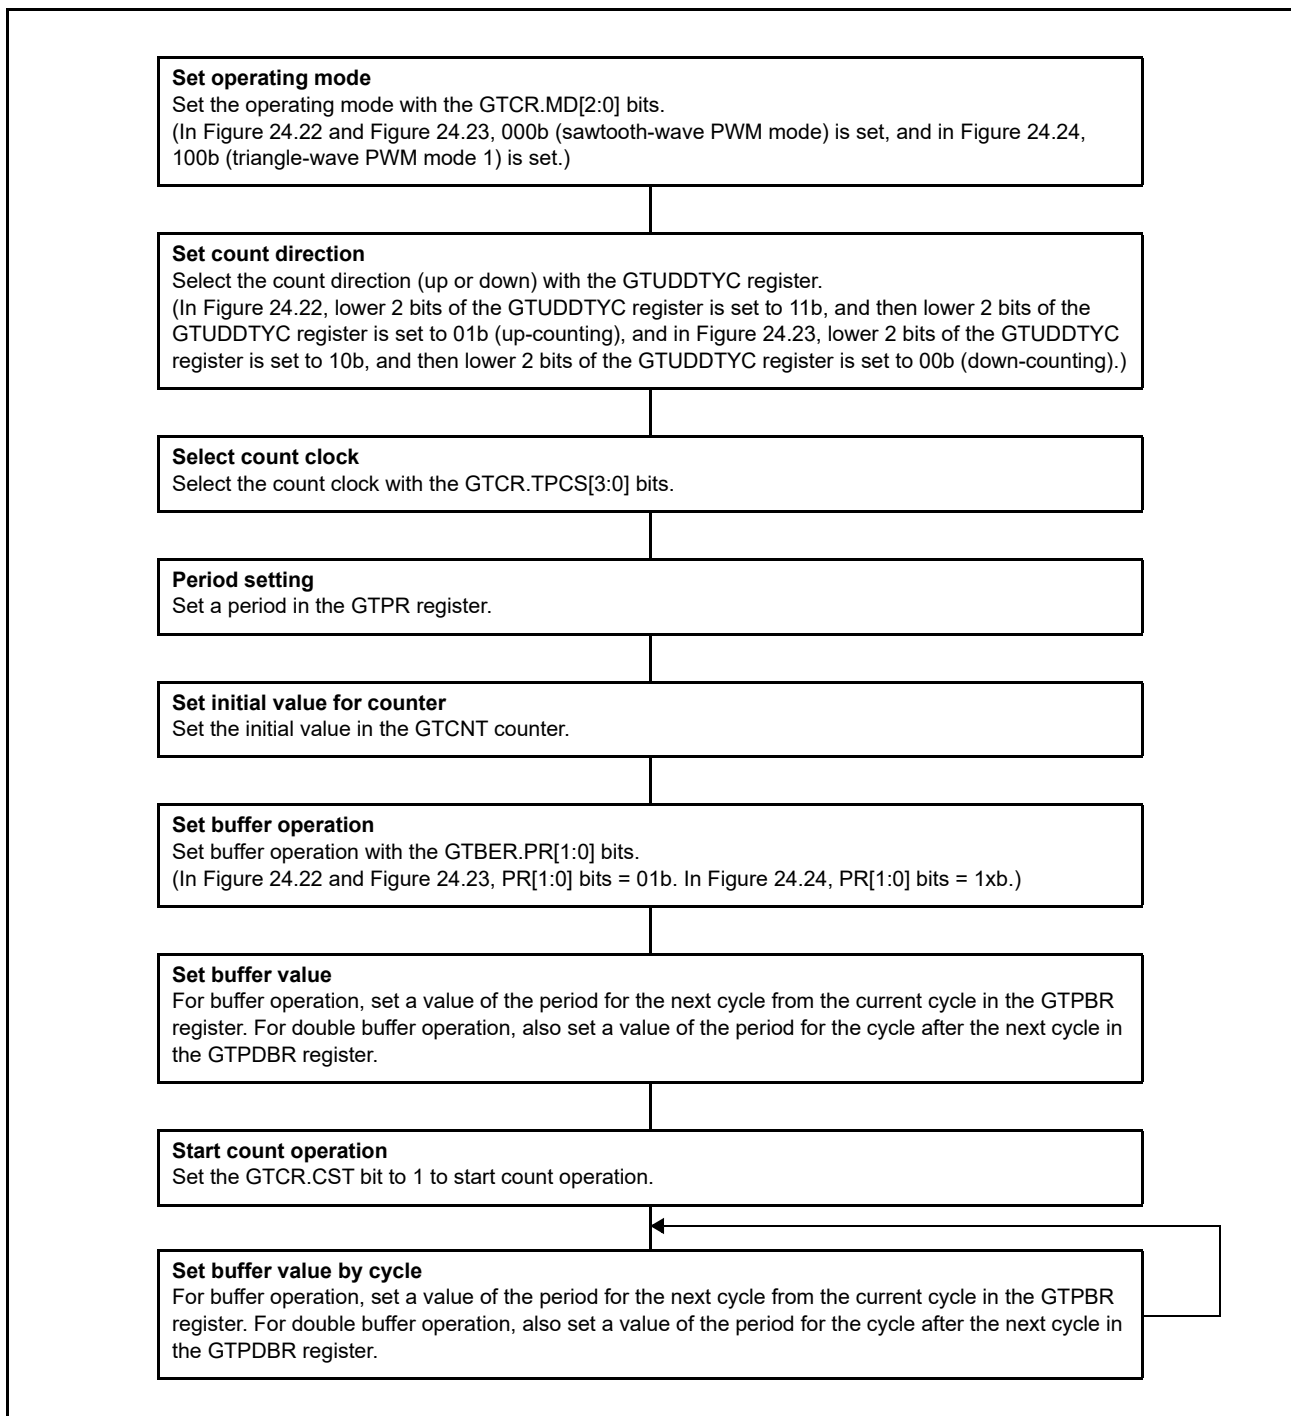 Set operating mode
Set the operating mode with the GTCR.MD[2:0] bits.
(In Figure 24.22 and Figure 24.23, 000b (sawtooth-wave PWM mode) is set, and in Figure 24.24,
100b (triangle-wave PWM mode 1) is set.)
Set count direction
Select the count direction (up or down) with the GTUDDTYC register.
(In Figure 24.22, lower 2 bits of the GTUDDTYC register is set to 11b, and then lower 2 bits of the
GTUDDTYC register is set to 01b (up-counting), and in Figure 24.23, lower 2 bits of the GTUDDTYC
register is set to 10b, and then lower 2 bits of the GTUDDTYC register is set to 00b (down-counting).)
Select count clock
Select the count clock with the GTCR.TPCS[3:0] bits.
Period setting
Set a period in the GTPR register.
Set initial value for counter
Set the initial value in the GTCNT counter.
Set buffer operation
Set buffer operation with the GTBER.PR[1:0] bits.
(In Figure 24.22 and Figure 24.23, PR[1:0] bits = 01b. In Figure 24.24, PR[1:0] bits = 1xb.)
Set buffer value
For buffer operation, set a value of the period for the next cycle from the current cycle in the GTPBR
register. For double buffer operation, also set a value of the period for the cycle after the next cycle in
the GTPDBR register.
Start count operation
Set the GTCR.CST bit to 1 to start count operation.
Set buffer value by cycle
For buffer operation, set a value of the period for the next cycle from the current cycle in the GTPBR
register. For double buffer operation, also set a value of the period for the cycle after the next cycle in
the GTPDBR register.